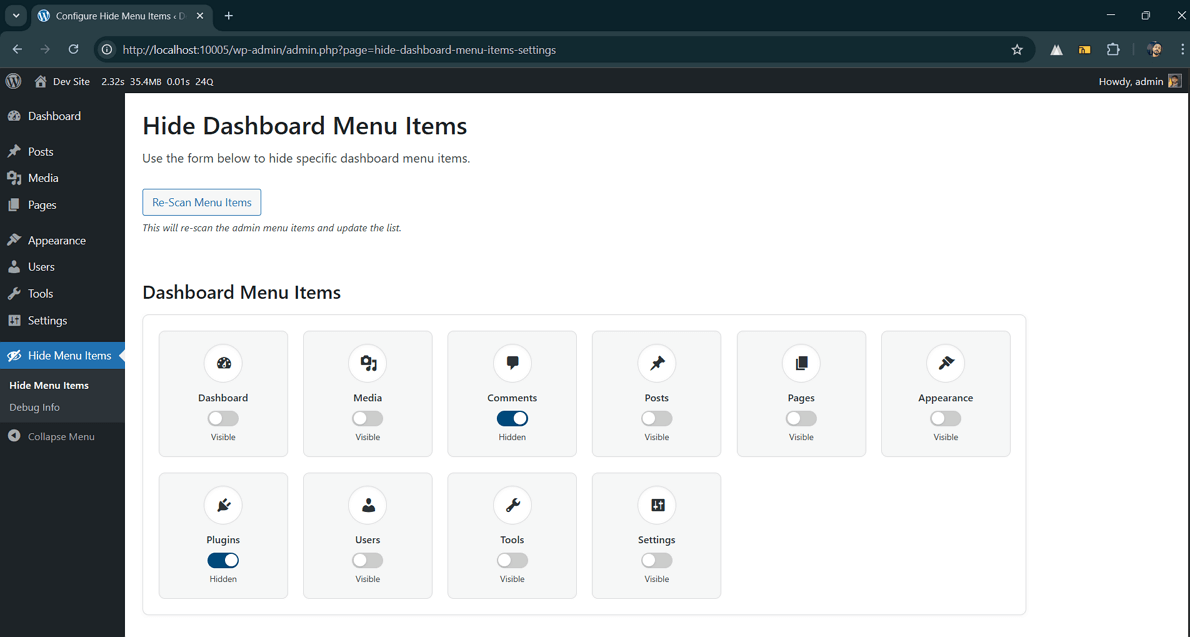 Configure Hide Menu Items ‹ D
http://localhost:10005/wp-admin/admin.php?page=hide-dashboard-menu-items-settings
Dev Site 2.32s 35.4MB 0.01s 24Q
Howdy, admin
Dashboard
Posts
Media
Pages
Appearance
Users
Tools
Settings
Hide Menu Items
Hide Menu Items
Debug Info
Collapse Menu
Hide Dashboard Menu Items
Use the form below to hide specific dashboard menu items.
Re-Scan Menu Items
This will re-scan the admin menu items and update the list.
Dashboard Menu Items
Dashboard
Visible
Media
Visible
Comments
Hidden
Posts
Visible
Pages
Visible
Appearance
Visible
Plugins
Hidden
Users
Visible
Tools
Visible
Settings
Visible